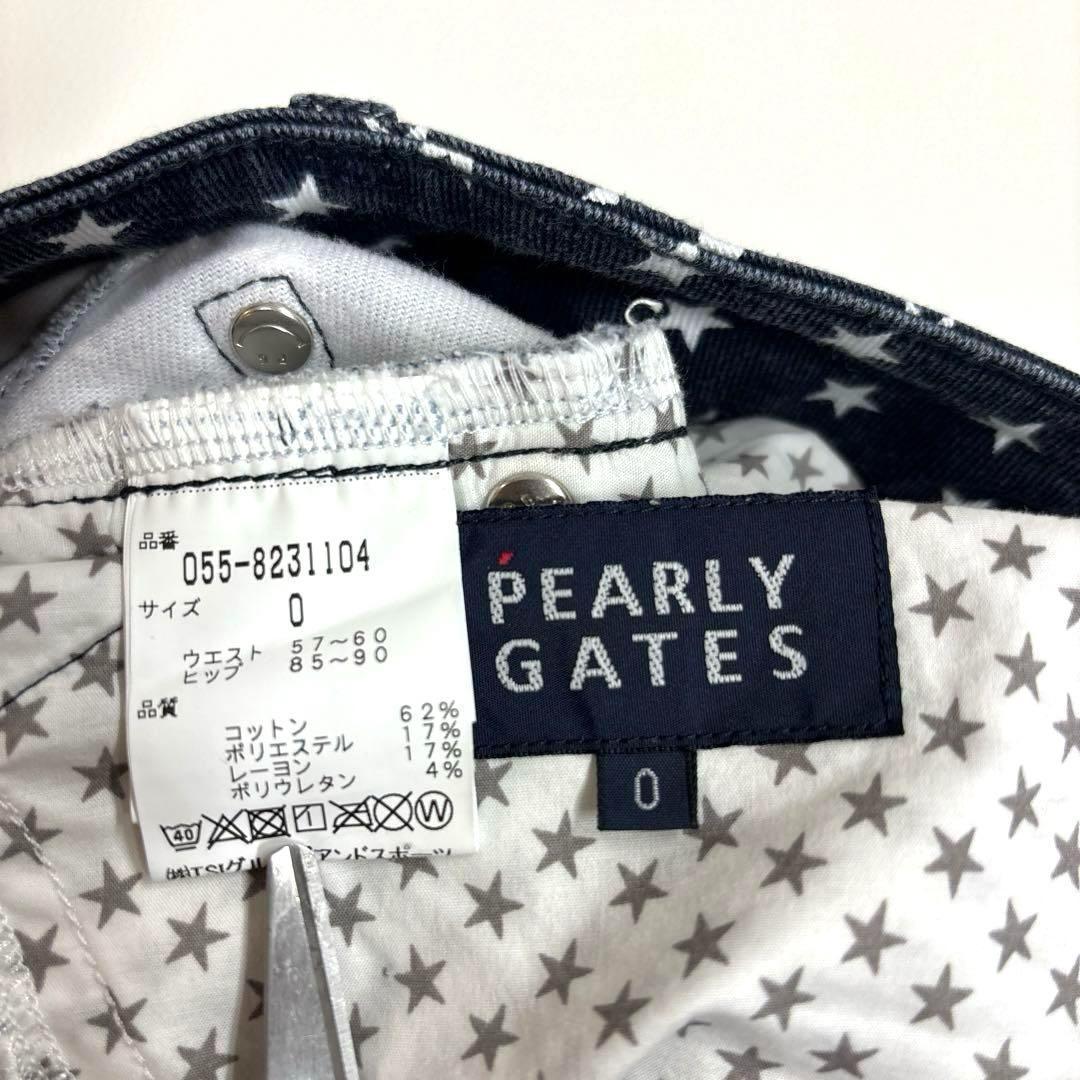 品番
055-8231104
サイズ 0
ウエスト 57～60
ヒップ 85～90
品質
コットン 62%
ポリエステル 17%
レーヨン 17%
ポリウレタン 4%
40 W
PEARLY
GATES
0